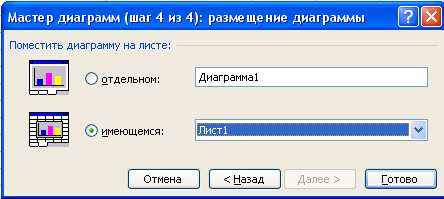 Мастер диаграмм (шаг 4 из 4): размещение диаграммы
Поместить диаграмму на листе:
отдельном: Диаграмма1
имеющемся: Лист1
Отмена < Назад Далее > Готово